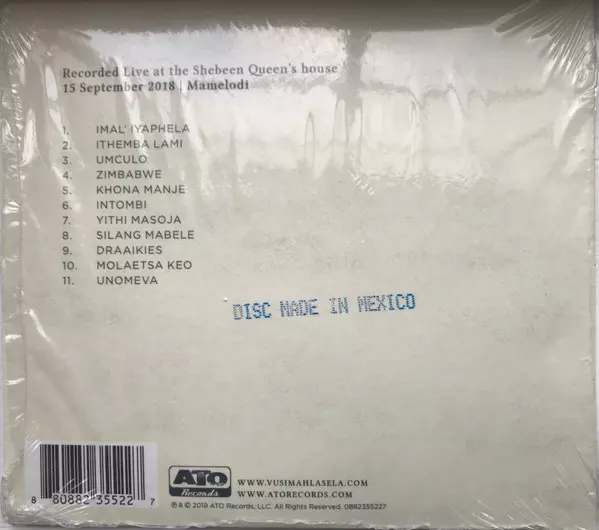 Recorded Live at the Shebeen Queen's house
15 September 2018 | Mamelodi
1. IMAL' IYAPHELA
2. ITHEMBA LAMI
3. UMCULO
4. ZIMBABWE
5. KHONA MANJE
6. INTOMBI
7. YITHI MASOJA
8. SILANG MABELE
9. DRAAIKIES
10. MOLAETSA KEO
11. UNOMEVA
DISC MADE IN MEXICO
8 80882 35522 7
ATO
Records
WWW.VUSIMAHLASELA.COM
WWW.ATORECORDS.COM
℗ & © 2019 ATO Records, LLC. All Rights Reserved. 0882355227